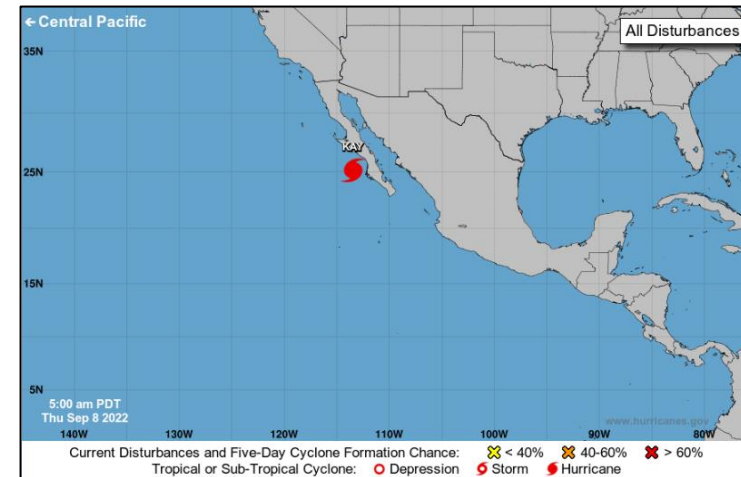 ← Central Pacific
All Disturbances
35N
KAY
25N
15N
5N
5:00 am PDT
Thu Sep 8 2022
www.hurricanes.gov
140W 130W 120W 110W 100W 90W 80W
Current Disturbances and Five-Day Cyclone Formation Chance: < 40% 40-60% > 60%
Tropical or Sub-Tropical Cyclone: Depression Storm Hurricane